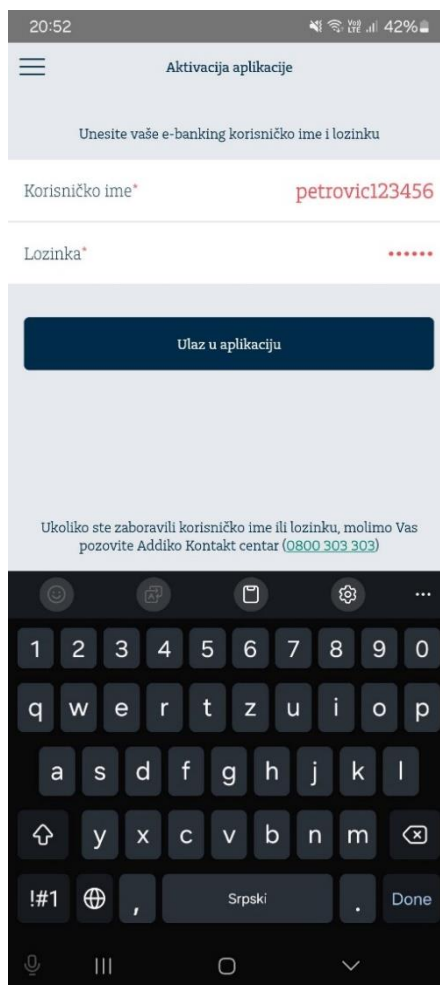 20:52 Vo)) LTE 42%
Aktivacija aplikacije
Unesite vaše e-banking korisničko ime i lozinku
Korisničko ime* petrovic123456
Lozinka* ••••••
Ulaz u aplikaciju
Ukoliko ste zaboravili korisničko ime ili lozinku, molimo Vas
pozovite Addiko Kontakt centar (0800 303 303)
1 2 3 4 5 6 7 8 9 0
q w e r t z u i o p
a s d f g h j k l
y x c v b n m
!#1 , Srpski . Done